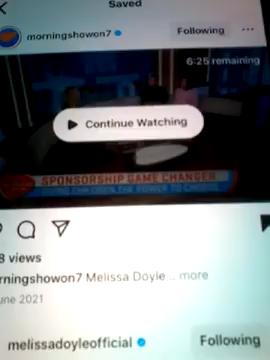 Saved
morningshowon7
Following
6:25 remaining
Continue Watching
SPONSORSHIP GAME CHANGER
8 views
rningshowon7 Melissa Doyle... more
une 2021
melissadoyleofficial
Following